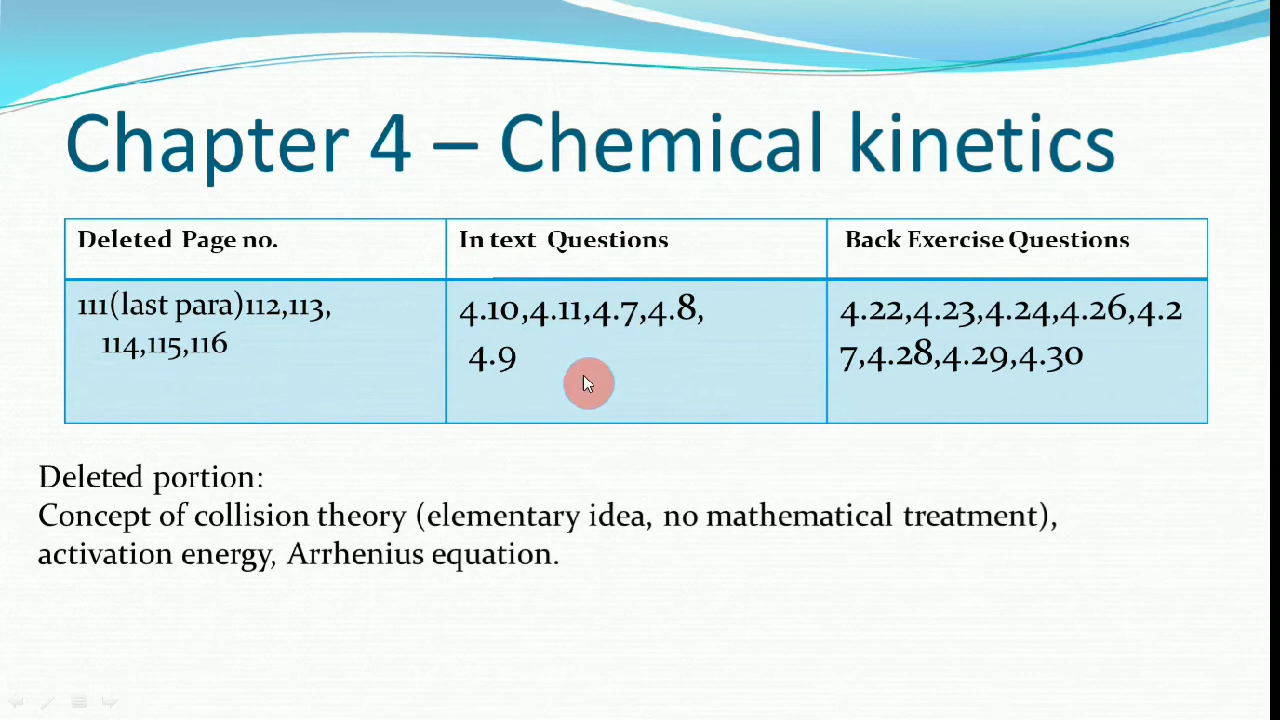 Chapter 4 – Chemical kinetics
Deleted Page no.
In text Questions
Back Exercise Questions
111(last para)112,113,
114,115,116
4.10,4.11,4.7,4.8,
4.9
4.22,4.23,4.24,4.26,4.2
7,4.28,4.29,4.30
Deleted portion:
Concept of collision theory (elementary idea, no mathematical treatment),
activation energy, Arrhenius equation.